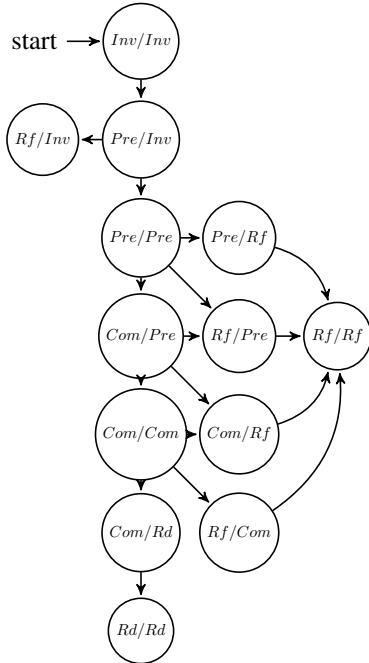 start Inv/Inv
Rf/Inv Pre/Inv
Pre/Pre Pre/Rf
Com/Pre Rf/Pre Rf/Rf
Com/Com Com/Rf
Com/Rd Rf/Com
Rd/Rd